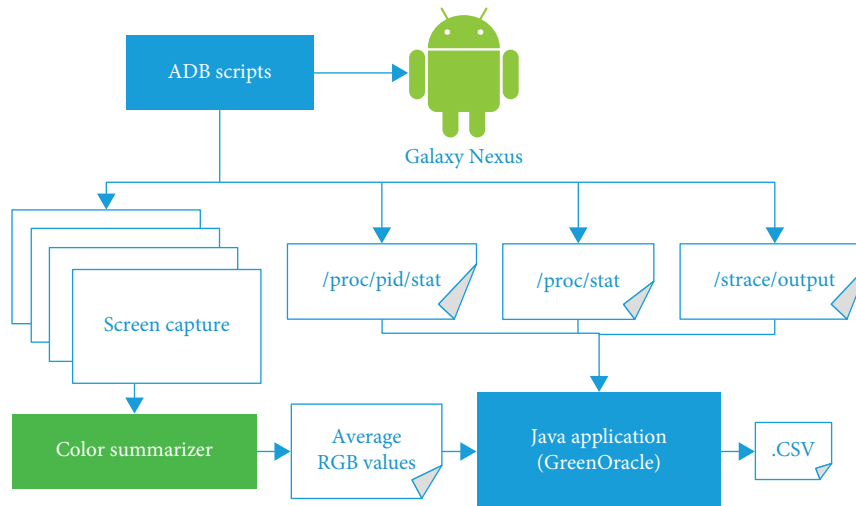 ADB scripts
Galaxy Nexus
/proc/pid/stat
/proc/stat
/strace/output
Screen capture
Color summarizer
Average
RGB values
Java application
(GreenOracle)
.CSV